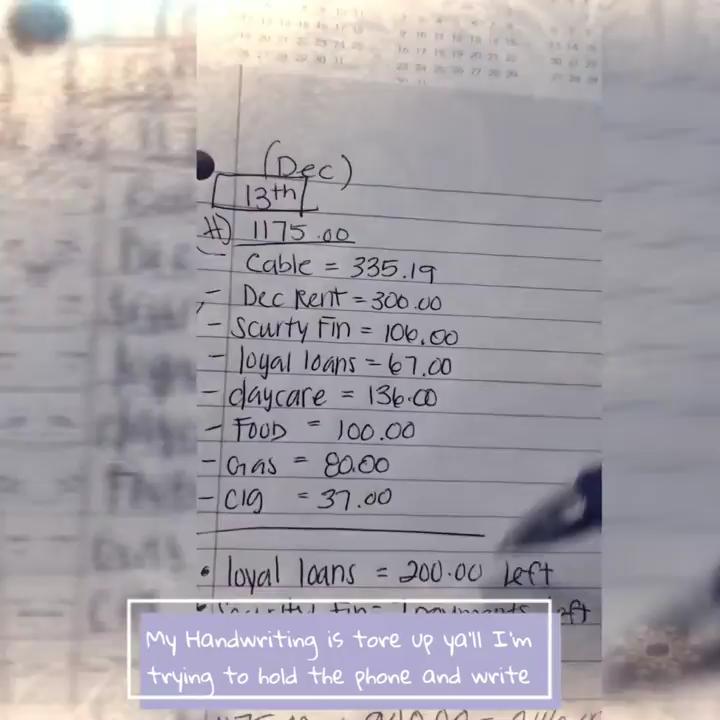 (Dec)
13th
H) 1175.00
- Cable = 335.19
- Dec Rent = 300.00
- Scurty Fin = 106.00
- loyal loans = 67.00
- daycare = 136.00
- Food = 100.00
- Gas = 80.00
- CIg = 37.00
• loyal loans = 200.00 left
My Handwriting is tore up ya'll I'm
trying to hold the phone and write